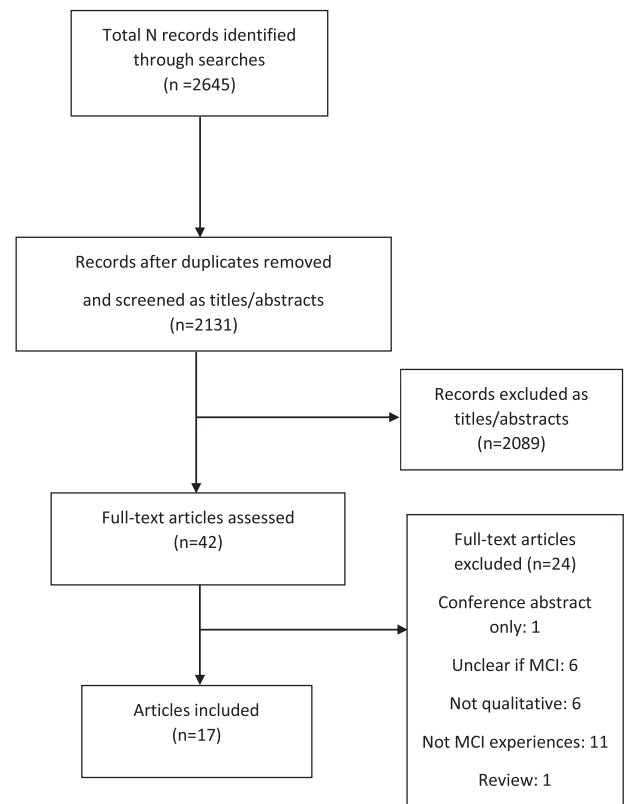 Total N records identified
through searches
(n =2645)
Records after duplicates removed
and screened as titles/abstracts
(n=2131)
Records excluded as
titles/abstracts
(n=2089)
Full-text articles assessed
(n=42)
Full-text articles
excluded (n=24)
Conference abstract
only: 1
Unclear if MCI: 6
Not qualitative: 6
Not MCI experiences: 11
Review: 1
Articles included
(n=17)